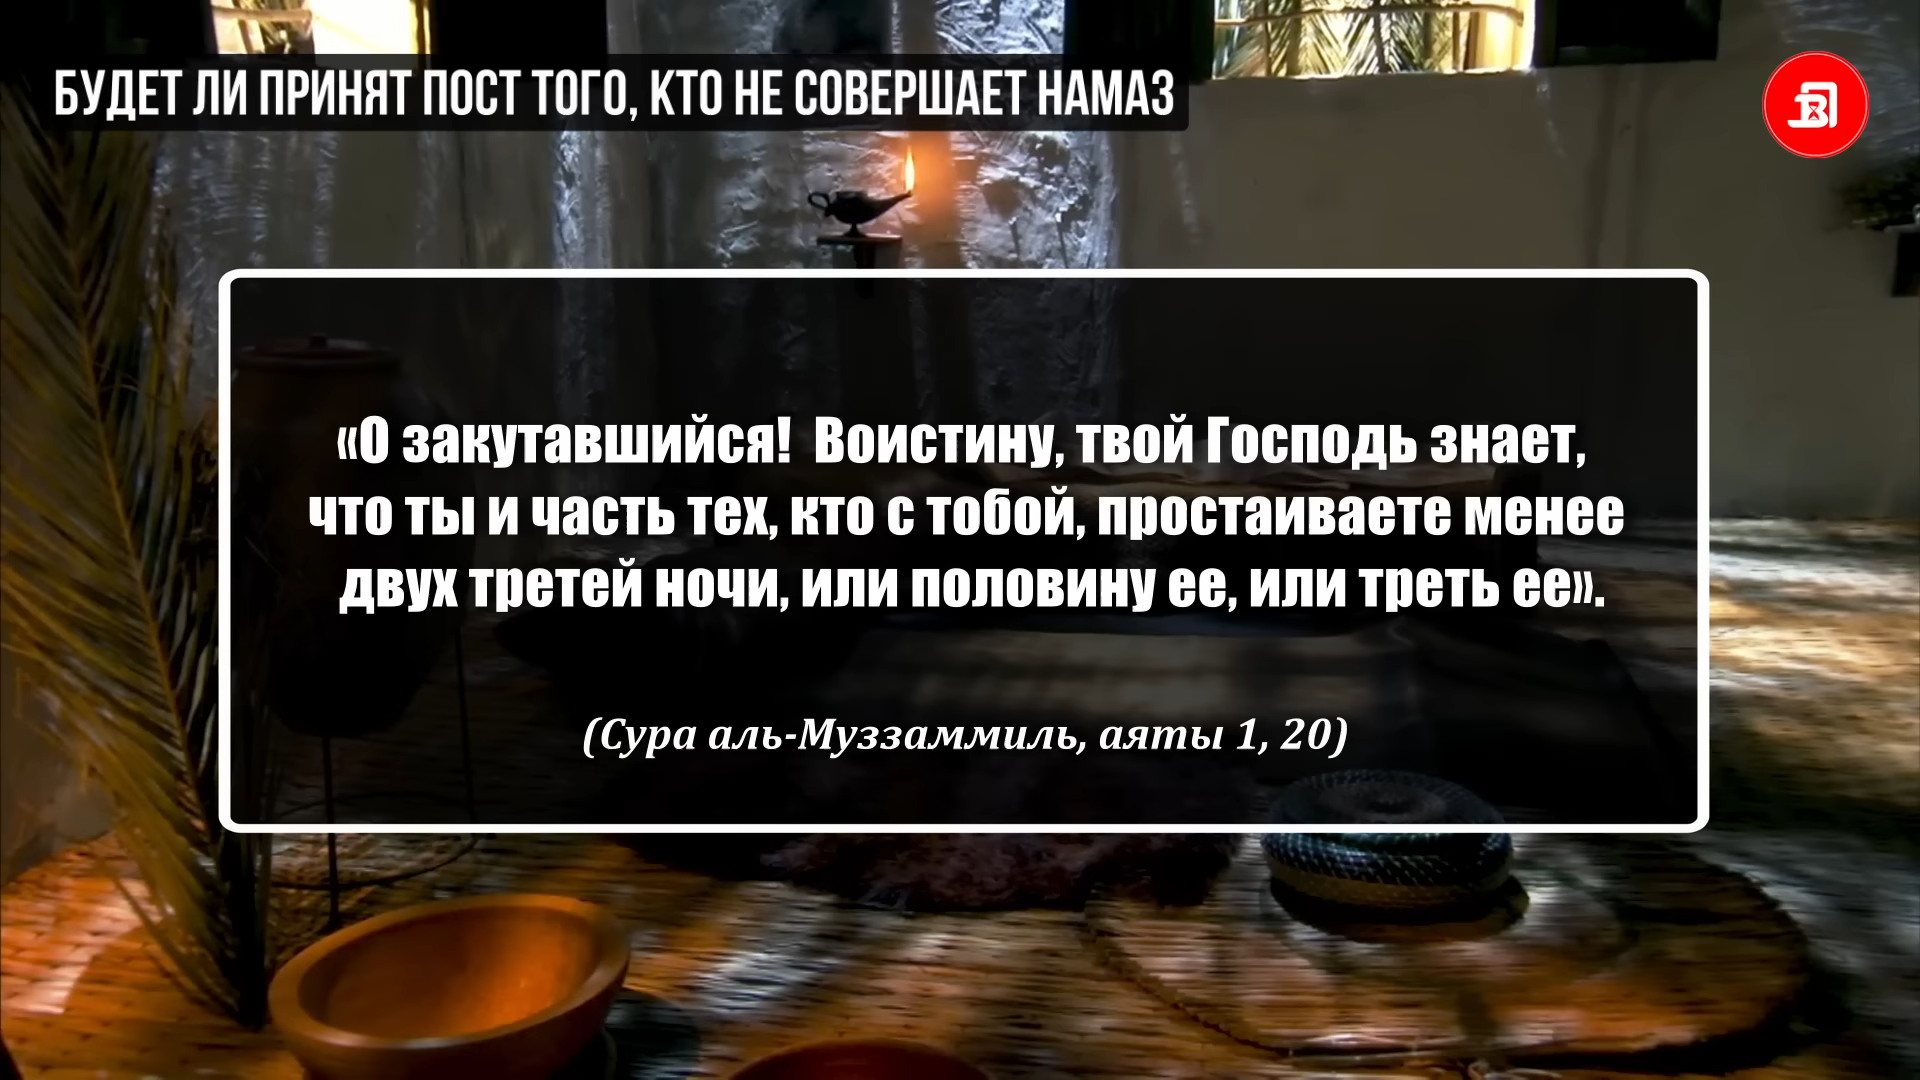 БУДЕТ ЛИ ПРИНЯТ ПОСТ ТОГО, КТО НЕ СОВЕРШАЕТ НАМАЗ
«О закутавшийся!  Воистину, твой Господь знает,
что ты и часть тех, кто с тобой, простаиваете менее
двух третей ночи, или половину ее, или треть ее».
(Сура аль-Муззаммиль, аяты 1, 20)